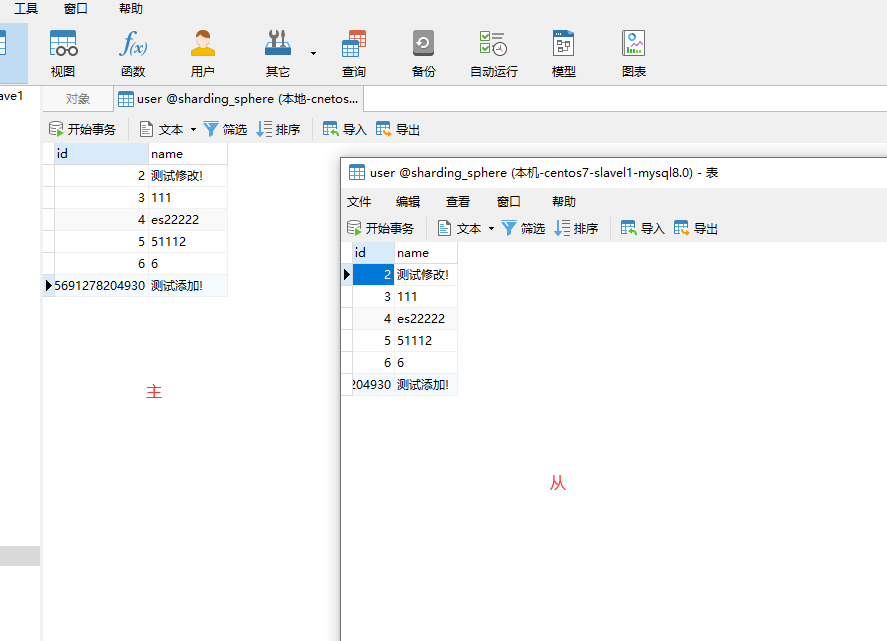 工具 窗口 帮助
视图 函数 用户 其它 查询 备份 自动运行 模型 图表
ave1 对象 user @sharding_sphere (本地-cnetos...
开始事务 文本 筛选 排序 导入 导出
id name
2 测试修改!
3 111
4 es22222
5 51112
6 6
5691278204930 测试添加!
主
user @sharding_sphere (本机-centos7-slavel1-mysql8.0) - 表
文件 编辑 查看 窗口 帮助
开始事务 文本 筛选 排序 导入 导出
id name
2 测试修改!
3 111
4 es22222
5 51112
6 6
204930 测试添加!
从